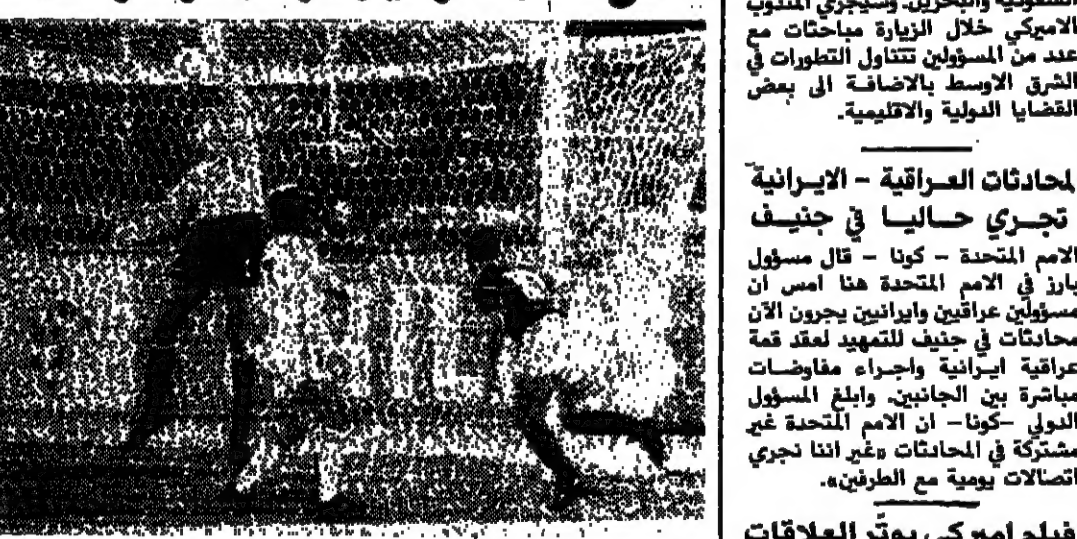 السعودية والبحرين. وسيجري المندوب
الاميركي خلال الزيارة مباحثات مع
عدد من المسؤولين تتناول التطورات في
الشرق الاوسط بالاضافة الى بعض
القضايا الدولية والاقليمية.
لمحادثات العراقية – الايرانية
تجري حاليا في جنيف
الامم المتحدة – كونا – قال مسؤول
بارز في الامم المتحدة هنا امس ان
مسؤولين عراقيين وايرانيين يجرون الآن
محادثات في جنيف للتمهيد لعقد قمة
عراقية ايرانية واجراء مفاوضات
مباشرة بين الجانبين. وابلغ المسؤول
الدولي –كونا– ان الامم المتحدة غير
مشتركة في المحادثات «غير اننا نجري
اتصالات يومية مع الطرفين».
فيلم اميركي يوتّر العلاقات